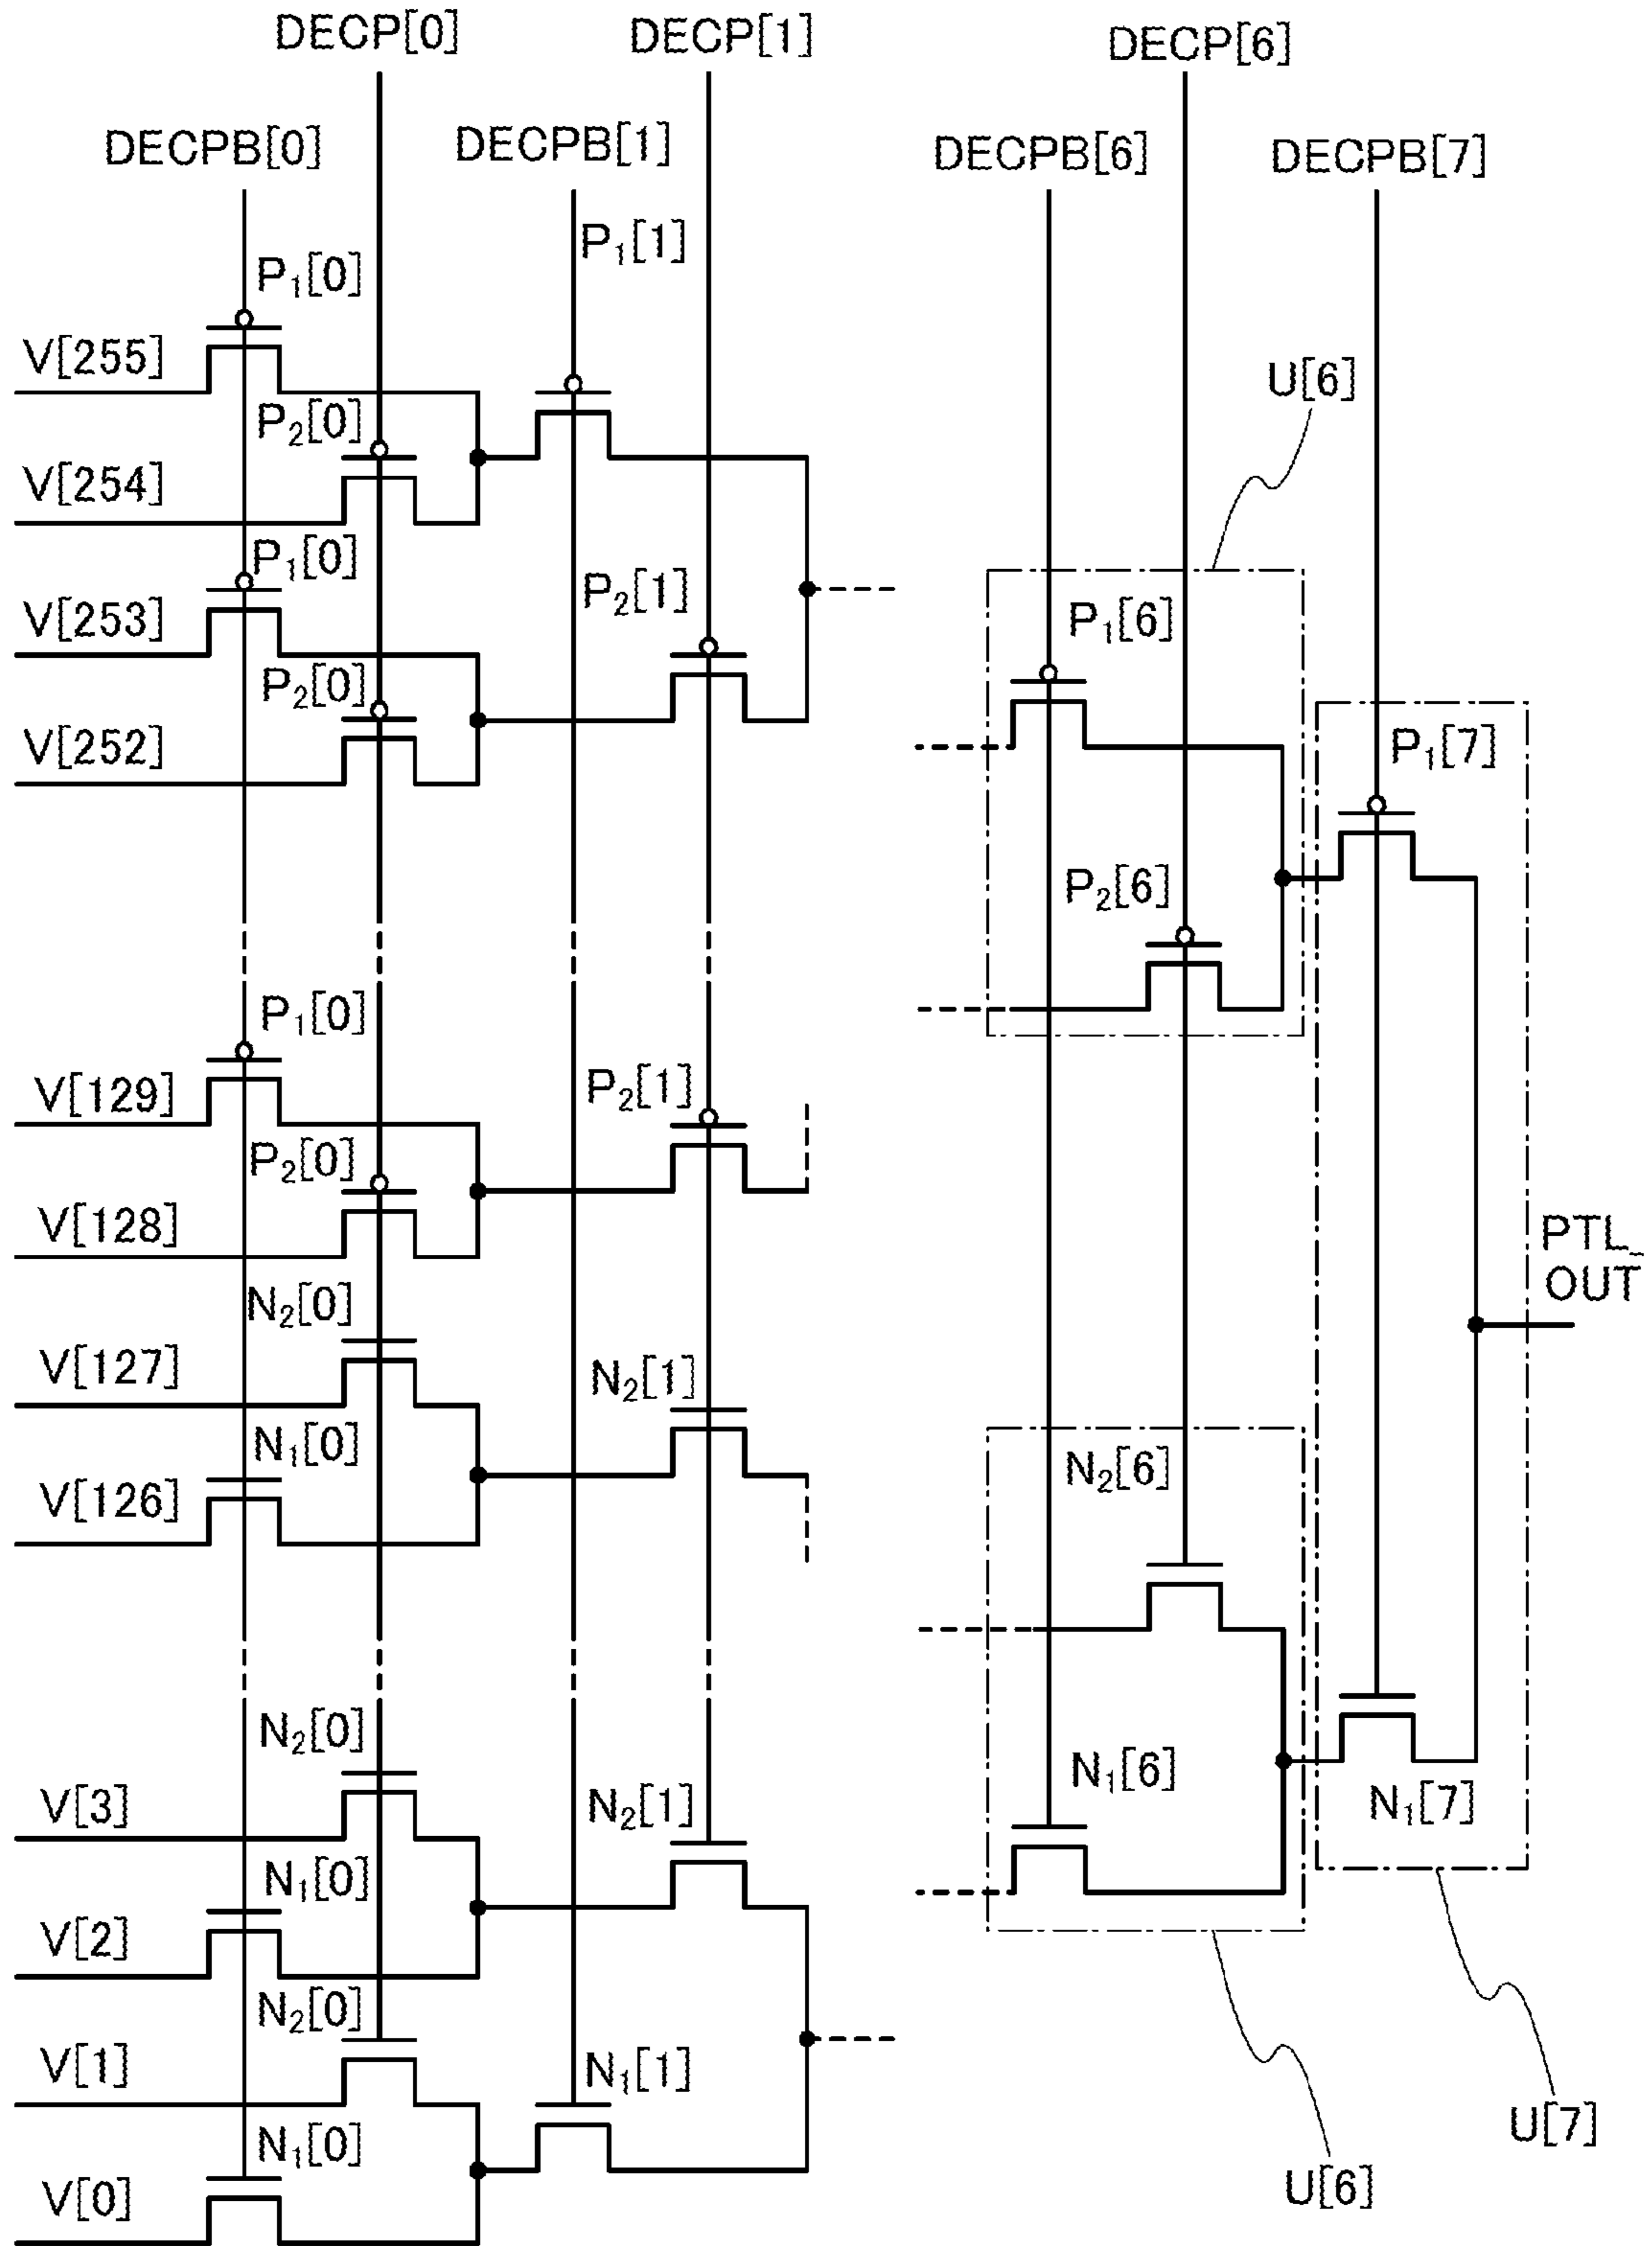 DECP[0]
DECP[1]
DECP[6]
DECPB[0]
DECPB[1]
DECPB[6]
DECPB[7]
P₁[1]
P₁[0]
V[255]
U[6]
P₂[0]
V[254]
P₁[0]
P₂[1]
V[253]
P₁[6]
P₂[0]
V[252]
P₁[7]
P₂[6]
P₁[0]
V[129]
P₂[1]
P₂[0]
V[128]
PTL_
OUT
N₂[0]
V[127]
N₂[1]
N₁[0]
N₂[6]
V[126]
N₂[0]
N₁[6]
V[3]
N₂[1]
N₁[7]
N₁[0]
V[2]
N₂[0]
V[1]
N₁[1]
U[7]
N₁[0]
U[6]
V[0]